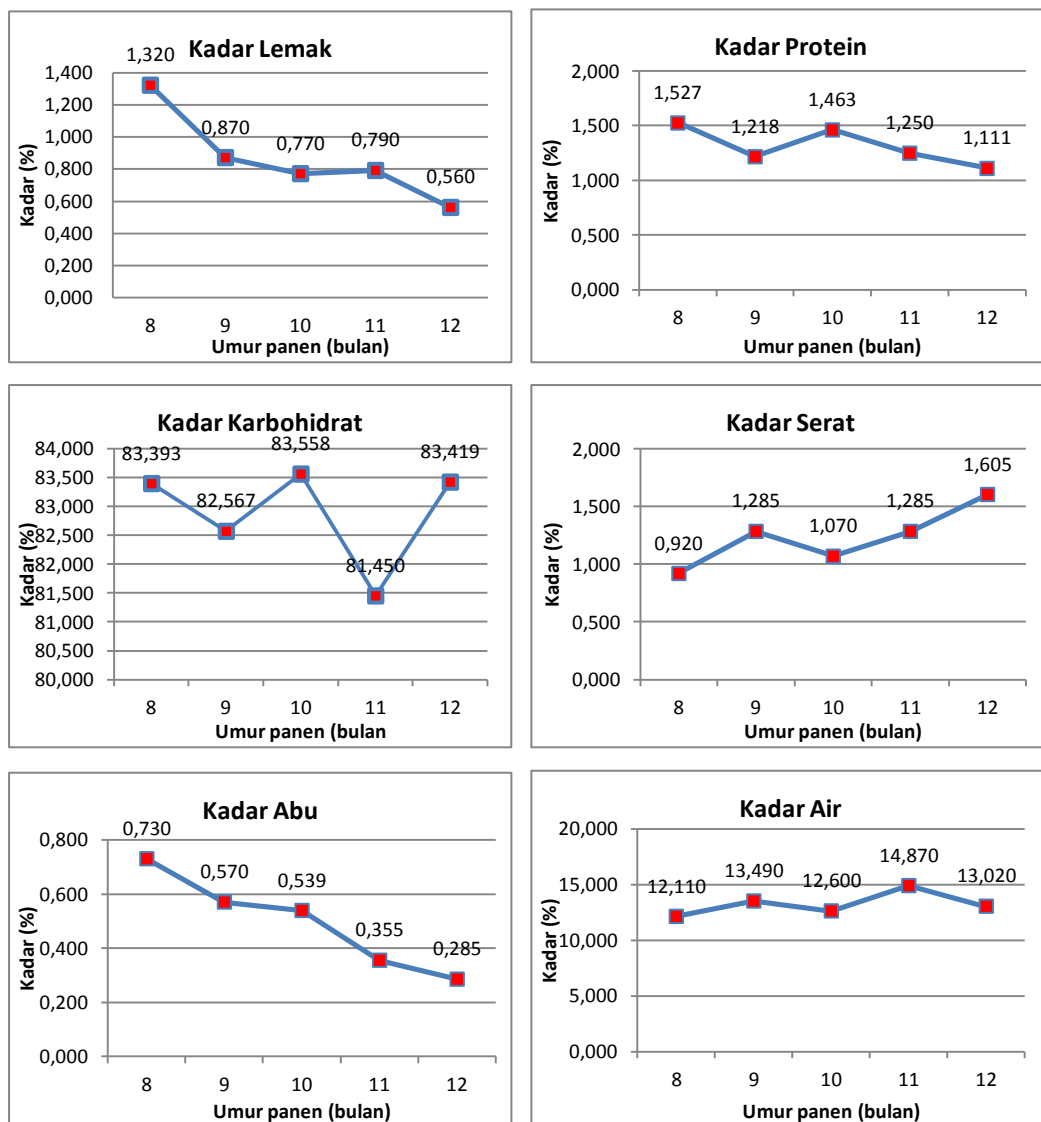 Kadar Lemak
1,320
0,870
0,770
0,790
0,560
1,400
1,200
1,000
0,800
0,600
0,400
0,200
0,000
Kadar (%)
8 9 10 11 12
Umur panen (bulan)
Kadar Protein
1,527
1,218
1,463
1,250
1,111
2,000
1,500
1,000
0,500
0,000
Kadar (%)
8 9 10 11 12
Umur panen (bulan)
Kadar Karbohidrat
83,393
82,567
83,558
81,450
83,419
84,000
83,500
83,000
82,500
82,000
81,500
81,000
80,500
80,000
Kadar (%)
8 9 10 11 12
Umur panen (bulan
Kadar Serat
0,920
1,285
1,070
1,285
1,605
2,000
1,500
1,000
0,500
0,000
Kadar (%)
8 9 10 11 12
Umur panen (bulan)
Kadar Abu
0,730
0,570
0,539
0,355
0,285
0,800
0,600
0,400
0,200
0,000
Kadar (%)
8 9 10 11 12
Umur panen (bulan)
Kadar Air
12,110
13,490
12,600
14,870
13,020
20,000
15,000
10,000
5,000
0,000
Kadar (%)
8 9 10 11 12
Umur panen (bulan)